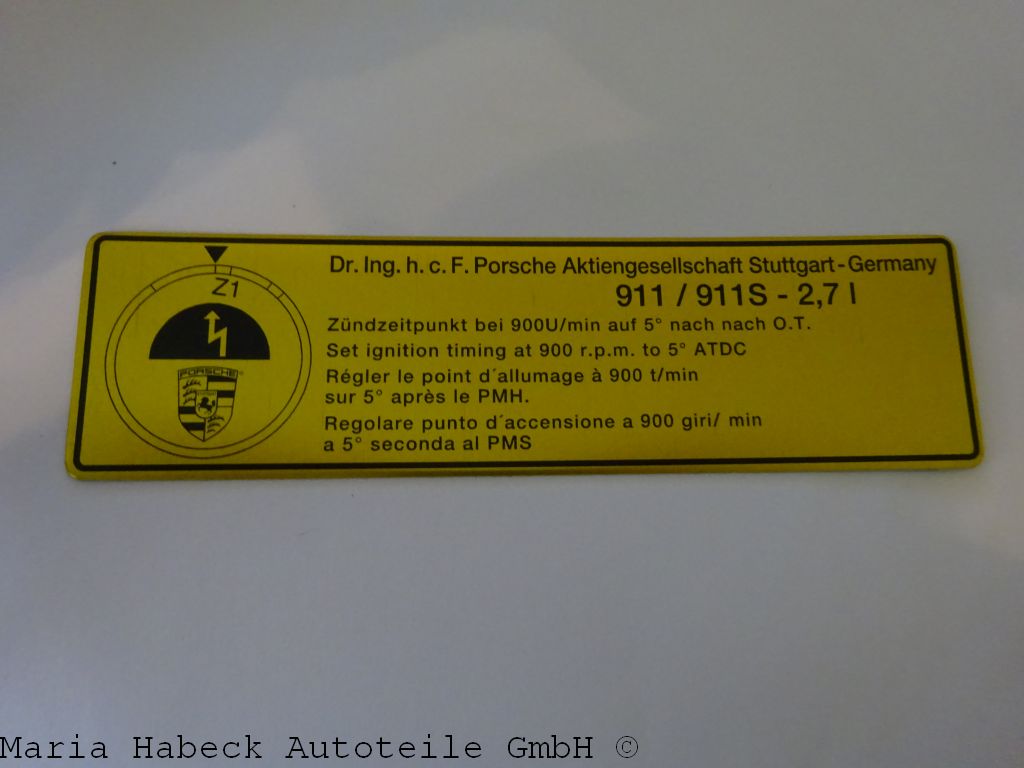 Dr. Ing. h. c. F. Porsche Aktiengesellschaft Stuttgart - Germany
911 / 911S - 2,7 l
Z1
PORSCHE
Zündzeitpunkt bei 900U/min auf 5° nach nach O.T.
Set ignition timing at 900 r.p.m. to 5° ATDC
Régler le point d´allumage à 900 t/min
sur 5° après le PMH.
Regolare punto d´accensione a 900 giri/ min
a 5° seconda al PMS
Maria Habeck Autoteile GmbH ©